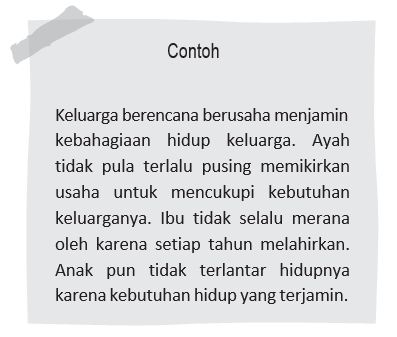 Contoh
Keluarga berencana berusaha menjamin
kebahagiaan hidup keluarga. Ayah
tidak pula terlalu pusing memikirkan
usaha untuk mencukupi kebutuhan
keluarganya. Ibu tidak selalu merana
oleh karena setiap tahun melahirkan.
Anak pun tidak terlantar hidupnya
karena kebutuhan hidup yang terjamin.